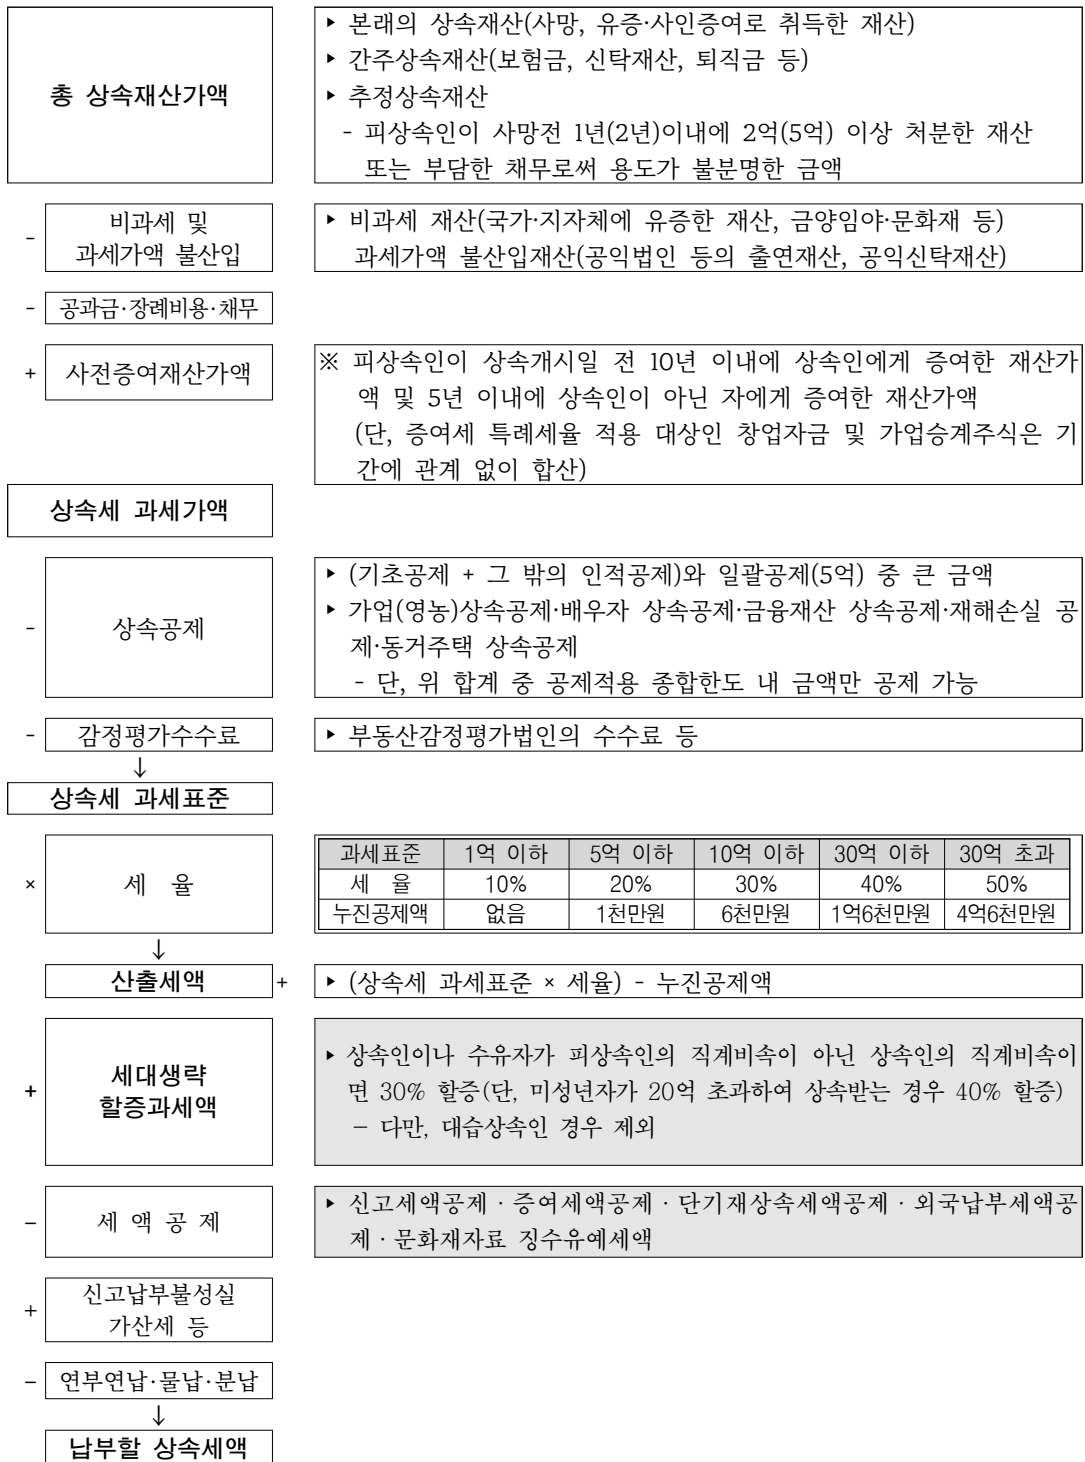 총 상속재산가액
▶ 본래의 상속재산(사망, 유증·사인증여로 취득한 재산)
▶ 간주상속재산(보험금, 신탁재산, 퇴직금 등)
▶ 추정상속재산
- 피상속인이 사망전 1년(2년)이내에 2억(5억) 이상 처분한 재산
또는 부담한 채무로써 용도가 불분명한 금액
-
비과세 및
과세가액 불산입
▶ 비과세 재산(국가·지자체에 유증한 재산, 금양임야·문화재 등)
과세가액 불산입재산(공익법인 등의 출연재산, 공익신탁재산)
- 공과금·장례비용·채무
+ 사전증여재산가액
※ 피상속인이 상속개시일 전 10년 이내에 상속인에게 증여한 재산가
액 및 5년 이내에 상속인이 아닌 자에게 증여한 재산가액
(단, 증여세 특례세율 적용 대상인 창업자금 및 가업승계주식은 기
간에 관계 없이 합산)
상속세 과세가액
- 상속공제
▶ (기초공제 + 그 밖의 인적공제)와 일괄공제(5억) 중 큰 금액
▶ 가업(영농)상속공제·배우자 상속공제·금융재산 상속공제·재해손실 공
제·동거주택 상속공제
- 단, 위 합계 중 공제적용 종합한도 내 금액만 공제 가능
- 감정평가수수료
▶ 부동산감정평가법인의 수수료 등
↓
상속세 과세표준
× 세 율
과세표준 1억 이하 5억 이하 10억 이하 30억 이하 30억 초과
세 율 10% 20% 30% 40% 50%
누진공제액 없음 1천만원 6천만원 1억6천만원 4억6천만원
↓
산출세액 +
▶ (상속세 과세표준 × 세율) - 누진공제액
+
세대생략
할증과세액
▶ 상속인이나 수유자가 피상속인의 직계비속이 아닌 상속인의 직계비속이
면 30% 할증(단, 미성년자가 20억 초과하여 상속받는 경우 40% 할증)
- 다만, 대습상속인 경우 제외
- 세 액 공 제
▶ 신고세액공제 · 증여세액공제 · 단기재상속세액공제 · 외국납부세액공
제 · 문화재자료 징수유예세액
+
신고납부불성실
가산세 등
- 연부연납·물납·분납
↓
납부할 상속세액